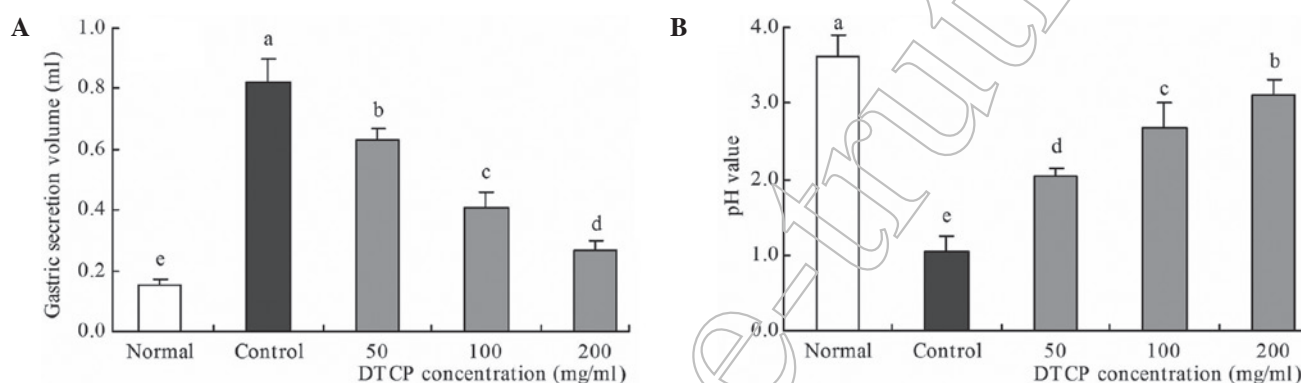 A
Gastric secretion volume (ml)
1.0
0.8
0.6
0.4
0.2
0.0
a
b
c
d
e
Normal Control 50 100 200
DTCP concentration (mg/ml)
B
pH value
4.0
3.0
2.0
1.0
0.0
a
b
c
d
e
Normal Control 50 100 200
DTCP concentration (mg/ml)